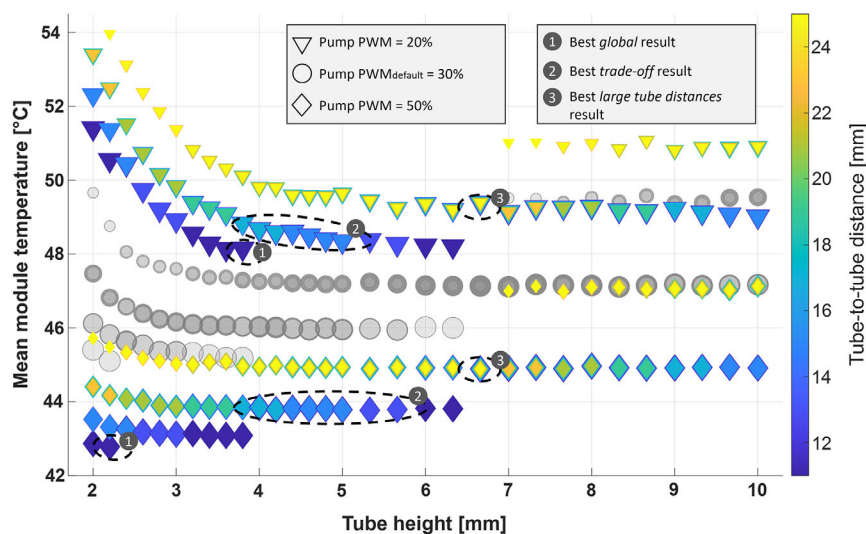 54
52
50
48
46
44
42
Mean module temperature [°C]
Pump PWM = 20%
Pump PWMdefault = 30%
Pump PWM = 50%
1 Best global result
2 Best trade-off result
3 Best large tube distances
result
3
2
1
3
2
1
2 3 4 5 6 7 8 9 10
Tube height [mm]
24
22
20
18
16
14
12
Tube-to-tube distance [mm]